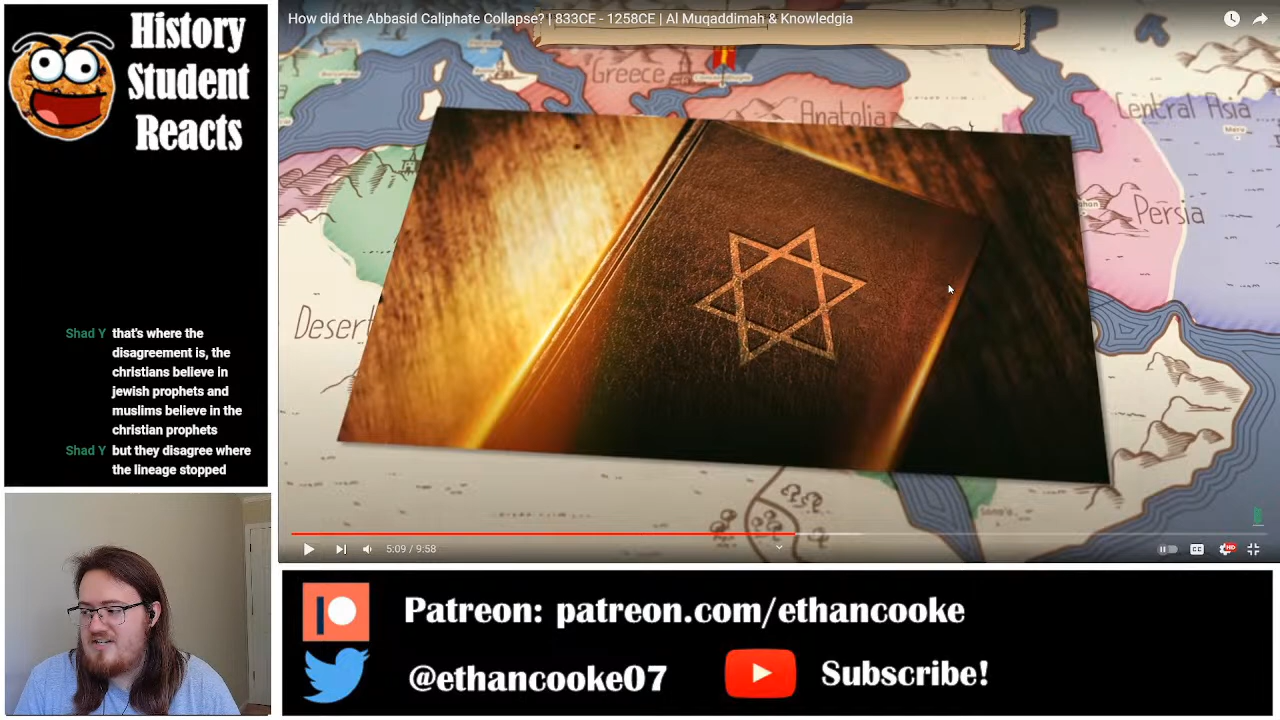 How did the Abbasid Caliphate Collapse? | 833CE - 1258CE | Al Muqaddimah & Knowledgia
History
Student
Reacts
Greece
Anatolia
Central Asia
Persia
Desert
Shad Y that's where the
disagreement is, the
christians believe in
jewish prophets and
muslims believe in the
christian prophets
Shad Y but they disagree where
the lineage stopped
5:09 / 9:58
CC
HD
Patreon: patreon.com/ethancooke
@ethancooke07
Subscribe!